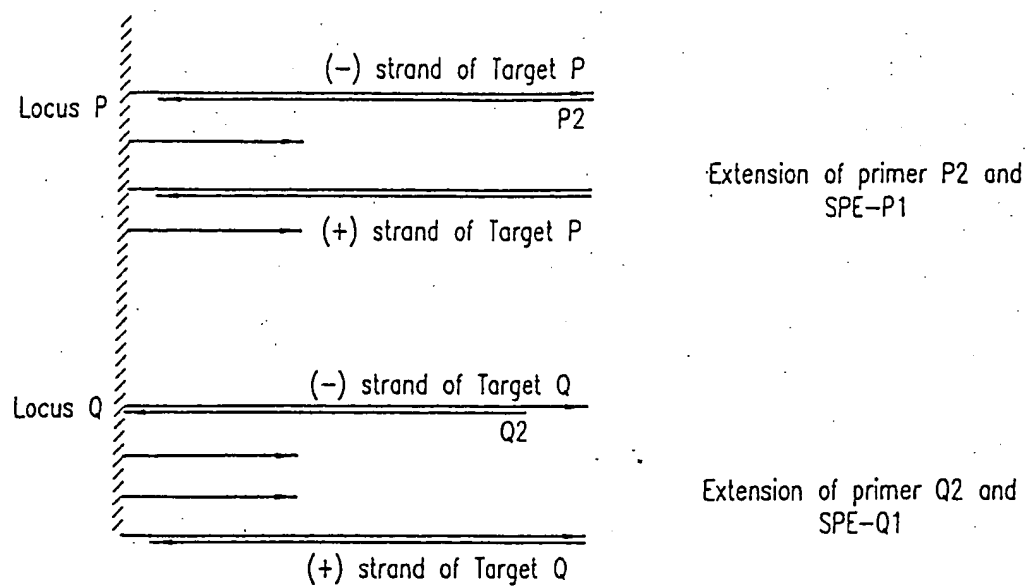 (-) strand of Target P
Locus P
P2
Extension of primer P2 and
SPE-P1
(+) strand of Target P
(-) strand of Target Q
Locus Q
Q2
Extension of primer Q2 and
SPE-Q1
(+) strand of Target Q